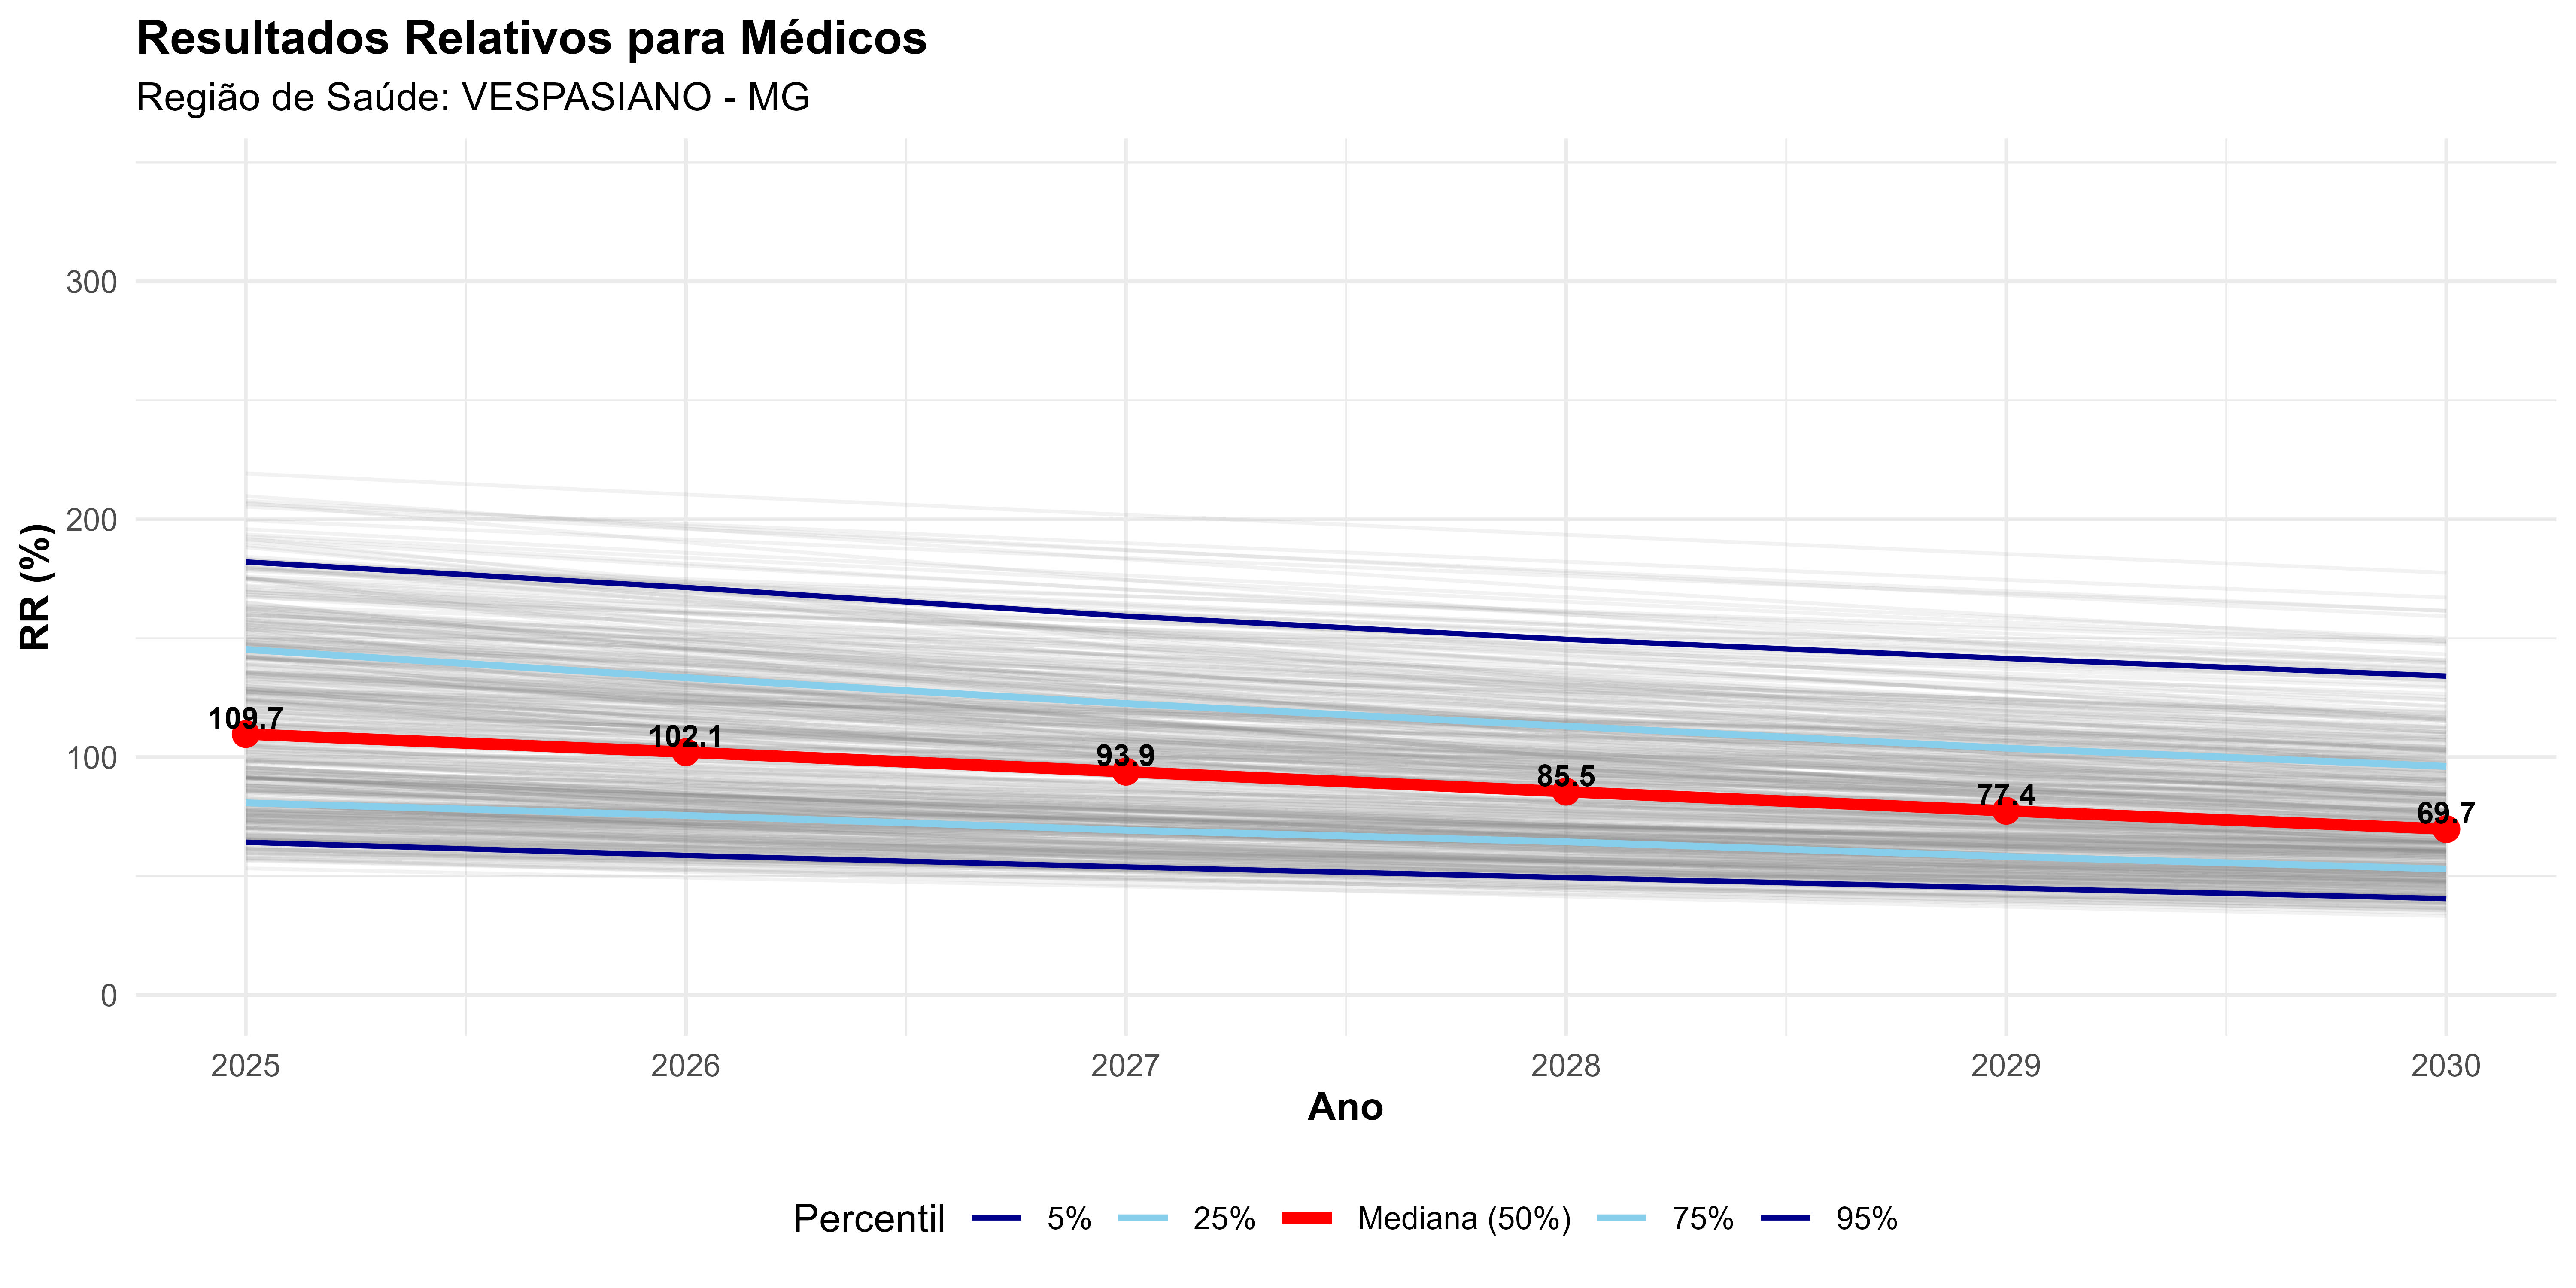 Resultados Relativos para Médicos
Região de Saúde: VESPASIANO - MG
RR (%)
300
200
100
0
109.7
102.1
93.9
85.5
77.4
69.7
2025 2026 2027 2028 2029 2030
Ano
Percentil 5% 25% Mediana (50%) 75% 95%